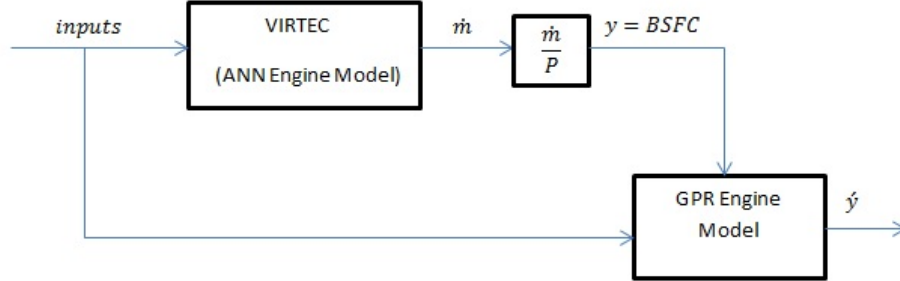 inputs
VIRTEC
(ANN Engine Model)
ṁ
ṁ
P
y = BSFC
GPR Engine
Model
ý